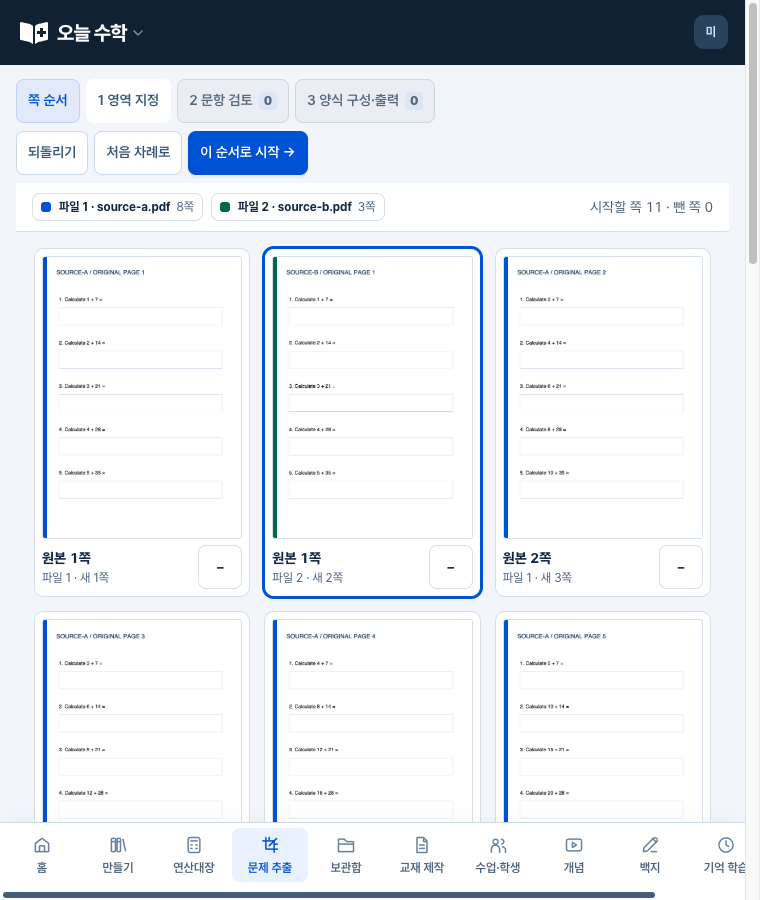 오늘 수학
미
쪽 순서
1 영역 지정
2 문항 검토 0
3 양식 구성·출력 0
되돌리기
처음 차례로
이 순서로 시작 →
파일 1 · source-a.pdf 8쪽
파일 2 · source-b.pdf 3쪽
시작할 쪽 11 · 뺀 쪽 0
SOURCE-A / ORIGINAL PAGE 1
1. Calculate 1 + 7 =
2. Calculate 2 + 14 =
3. Calculate 3 + 21 =
4. Calculate 4 + 28 =
5. Calculate 5 + 35 =
원본 1쪽
파일 1 · 새 1쪽
–
SOURCE-B / ORIGINAL PAGE 1
1. Calculate 1 + 7 =
2. Calculate 2 + 14 =
3. Calculate 3 + 21 =
4. Calculate 4 + 28 =
5. Calculate 5 + 35 =
원본 1쪽
파일 2 · 새 2쪽
–
SOURCE-A / ORIGINAL PAGE 2
1. Calculate 2 + 7 =
2. Calculate 4 + 14 =
3. Calculate 6 + 21 =
4. Calculate 8 + 28 =
5. Calculate 10 + 35 =
원본 2쪽
파일 1 · 새 3쪽
–
SOURCE-A / ORIGINAL PAGE 3
1. Calculate 3 + 7 =
2. Calculate 6 + 14 =
3. Calculate 9 + 21 =
4. Calculate 12 + 28 =
SOURCE-A / ORIGINAL PAGE 4
1. Calculate 4 + 7 =
2. Calculate 8 + 14 =
3. Calculate 12 + 21 =
4. Calculate 16 + 28 =
SOURCE-A / ORIGINAL PAGE 5
1. Calculate 5 + 7 =
2. Calculate 10 + 14 =
3. Calculate 15 + 21 =
4. Calculate 20 + 28 =
홈
만들기
연산대장
문제 추출
보관함
교재 제작
수업·학생
개념
백지
기억 학습